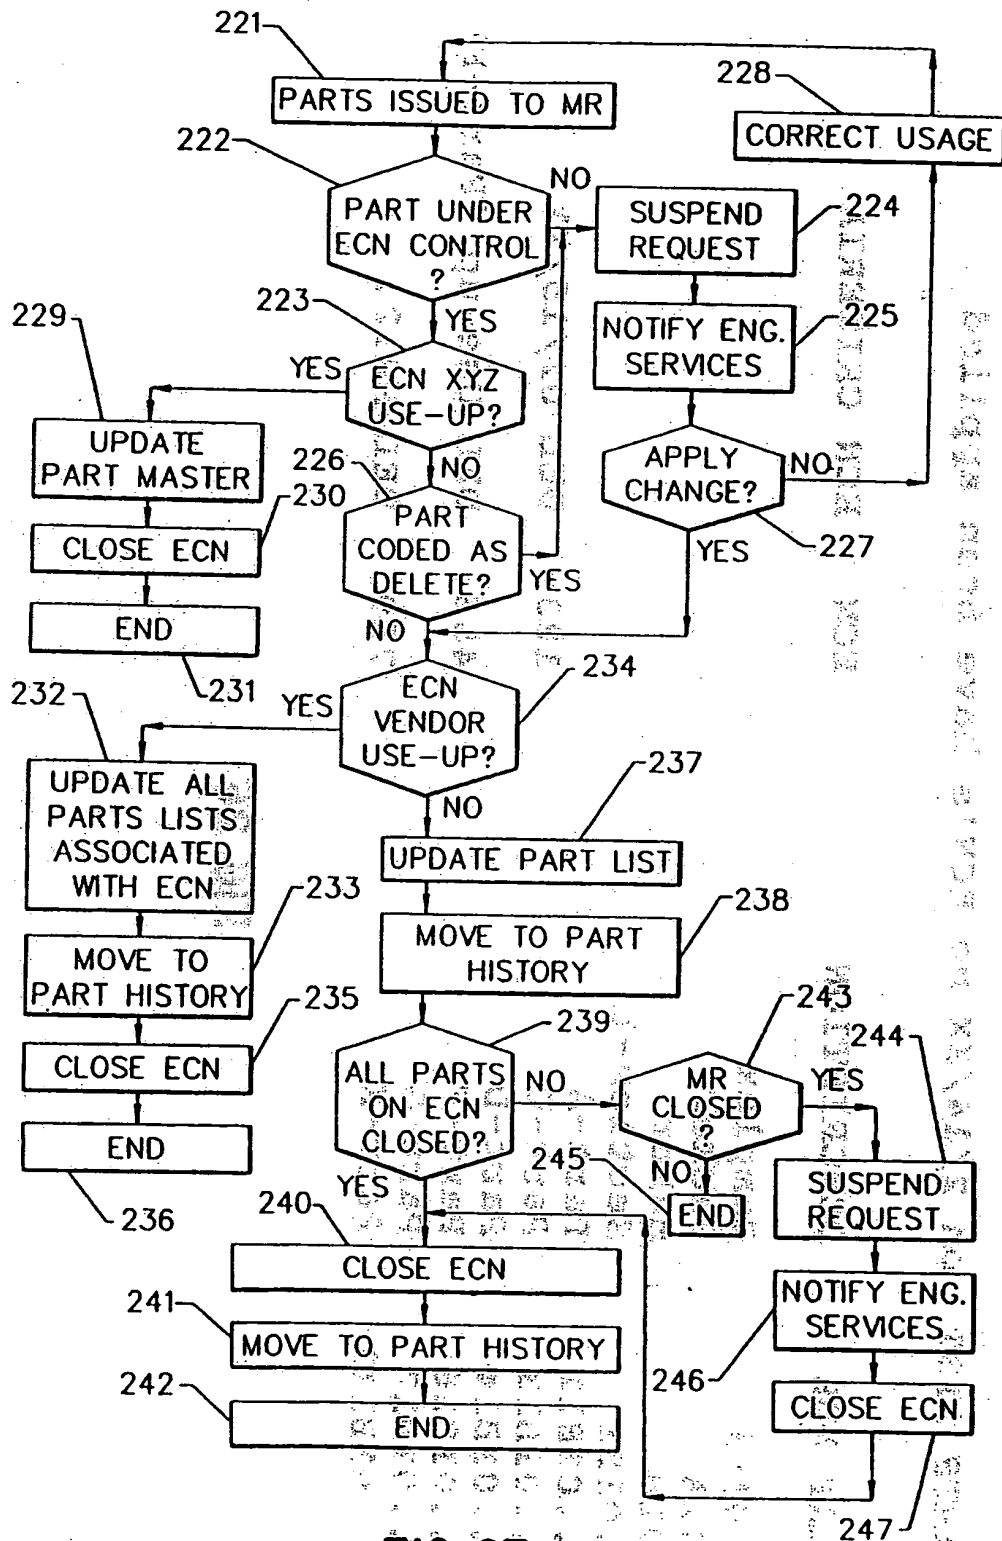 221
PARTS ISSUED TO MR
228
CORRECT USAGE
222
PART UNDER
ECN CONTROL
?
NO
SUSPEND
REQUEST
224
YES
223
NOTIFY ENG.
SERVICES
225
229
YES
ECN X.Y.Z
USE-UP?
UPDATE
PART MASTER
NO
226
APPLY
CHANGE?
NO
227
YES
230
CLOSE ECN
PART
CODED AS
DELETE?
YES
END
231
NO
232
YES
ECN
VENDOR
USE-UP?
234
UPDATE ALL
PARTS LISTS
ASSOCIATED
WITH ECN
NO
237
UPDATE PART LIST
233
MOVE TO
PART HISTORY
238
MOVE TO PART
HISTORY
235
CLOSE ECN
239
ALL PARTS
ON ECN
CLOSED?
NO
243
MR
CLOSED
?
YES
244
END
236
YES
NO
245
END
SUSPEND
REQUEST
240
CLOSE ECN
NOTIFY ENG.
SERVICES
241
MOVE TO PART HISTORY
246
242
END
CLOSE ECN
247